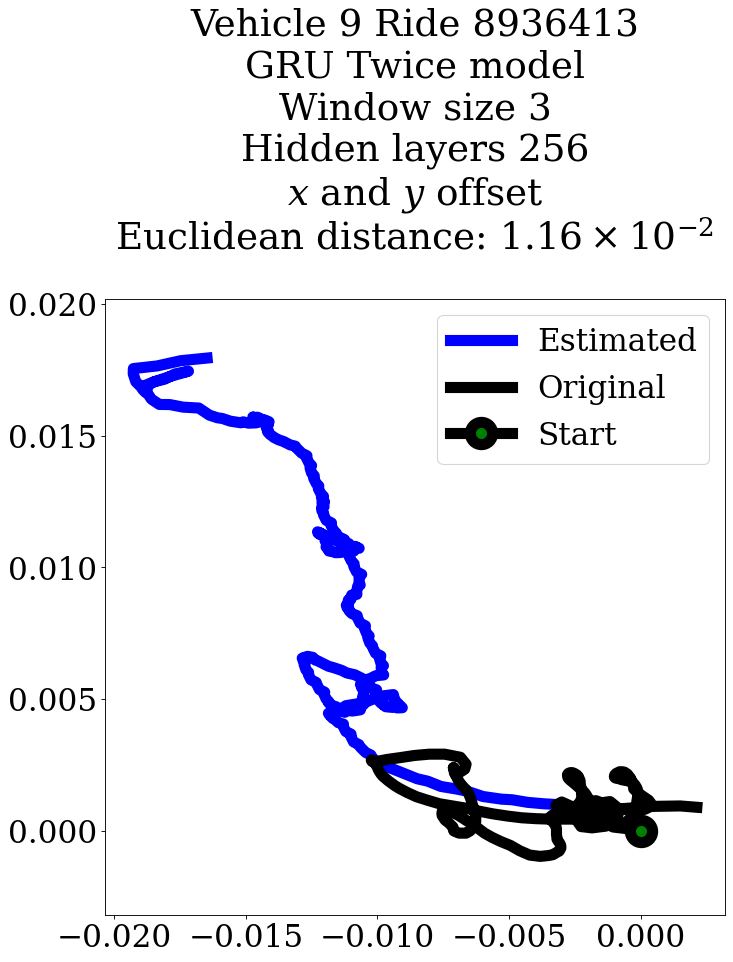 Vehicle 9 Ride 8936413
GRU Twice model
Window size 3
Hidden layers 256
x and y offset
Euclidean distance: 1.16 × 10⁻²
0.020
0.015
0.010
0.005
0.000
Estimated
Original
Start
−0.020 −0.015 −0.010 −0.005 0.000